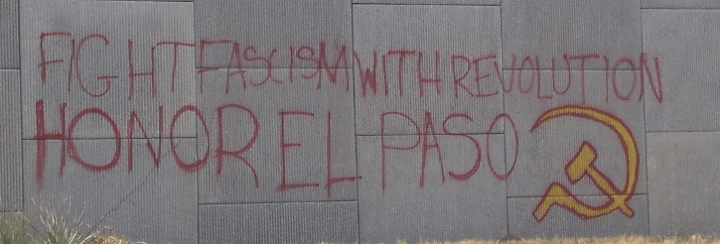 FIGHT FASCISM WITH REVOLUTION
HONOR EL PASO